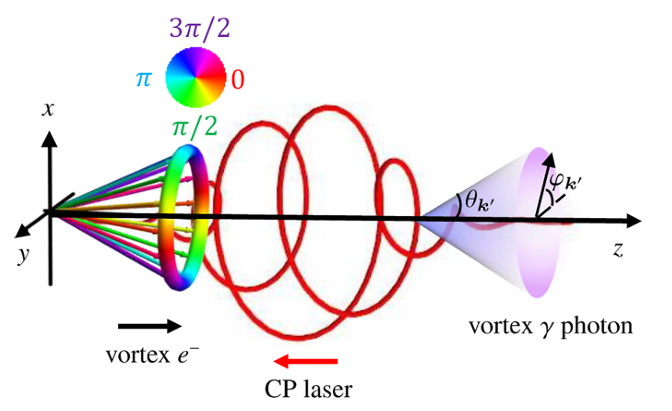 3π/2
π
0
π/2
x
y
θk′
φk′
z
vortex e⁻
vortex γ photon
CP laser